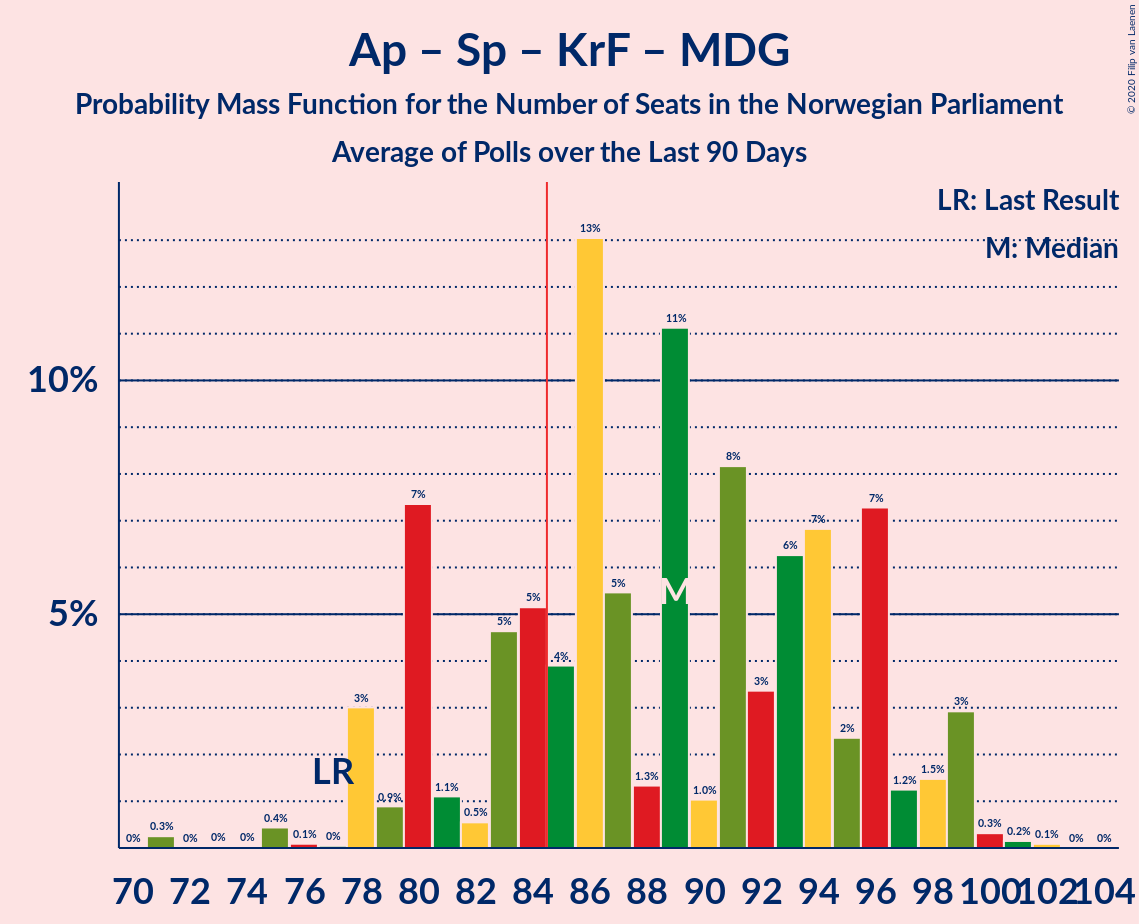 Ap – Sp – KrF – MDG
Probability Mass Function for the Number of Seats in the Norwegian Parliament
Average of Polls over the Last 90 Days
© 2020 Filip van Laenen
LR: Last Result
M: Median
10%
5%
0% 0.3% 0% 0% 0% 0.4% 0.1% 0% 3% 0.9% 7% 1.1% 0.5% 5% 5% 4% 13% 5% 1.3% 11% 1.0% 8% 3% 6% 7% 2% 7% 1.2% 1.5% 3% 0.3% 0.2% 0.1% 0% 0%
LR
M
70 72 74 76 78 80 82 84 86 88 90 92 94 96 98 100 102 104